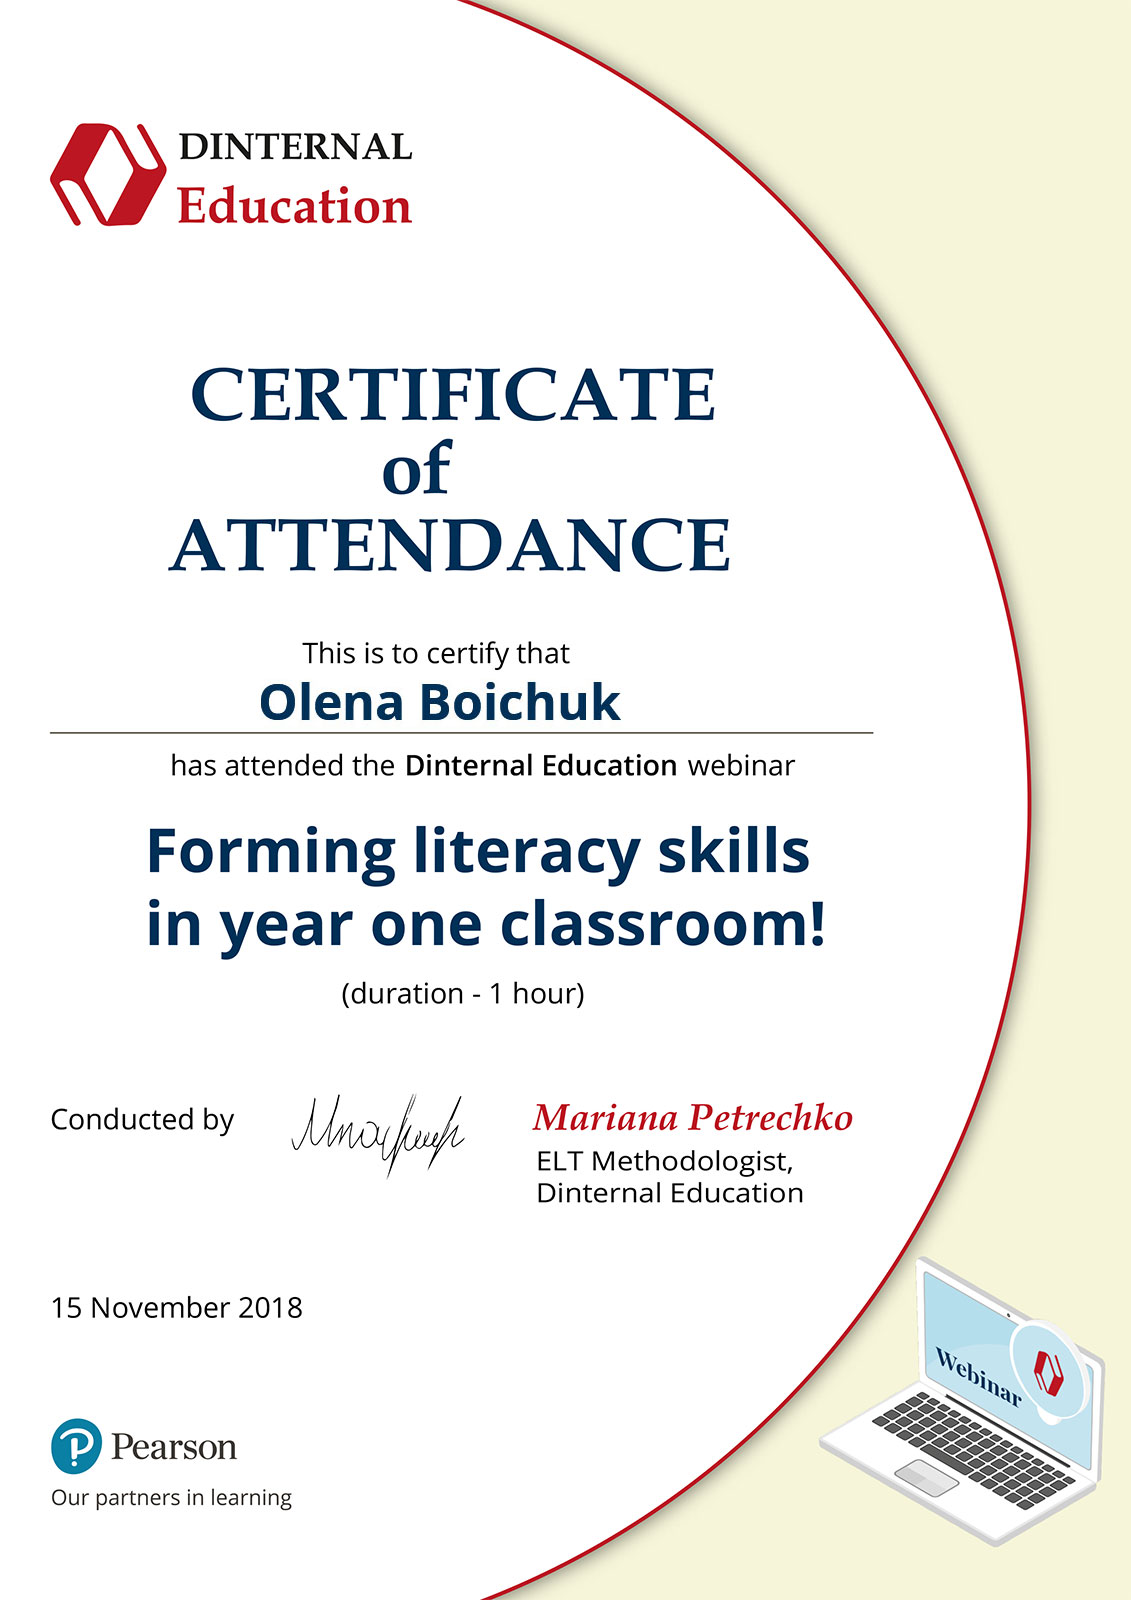 DINTERNAL
Education
CERTIFICATE
of
ATTENDANCE
This is to certify that
Olena Boichuk
has attended the Dinternal Education webinar
Forming literacy skills
in year one classroom!
(duration - 1 hour)
Conducted by
Mariana Petrechko
ELT Methodologist,
Dinternal Education
15 November 2018
Webinar
Pearson
Our partners in learning